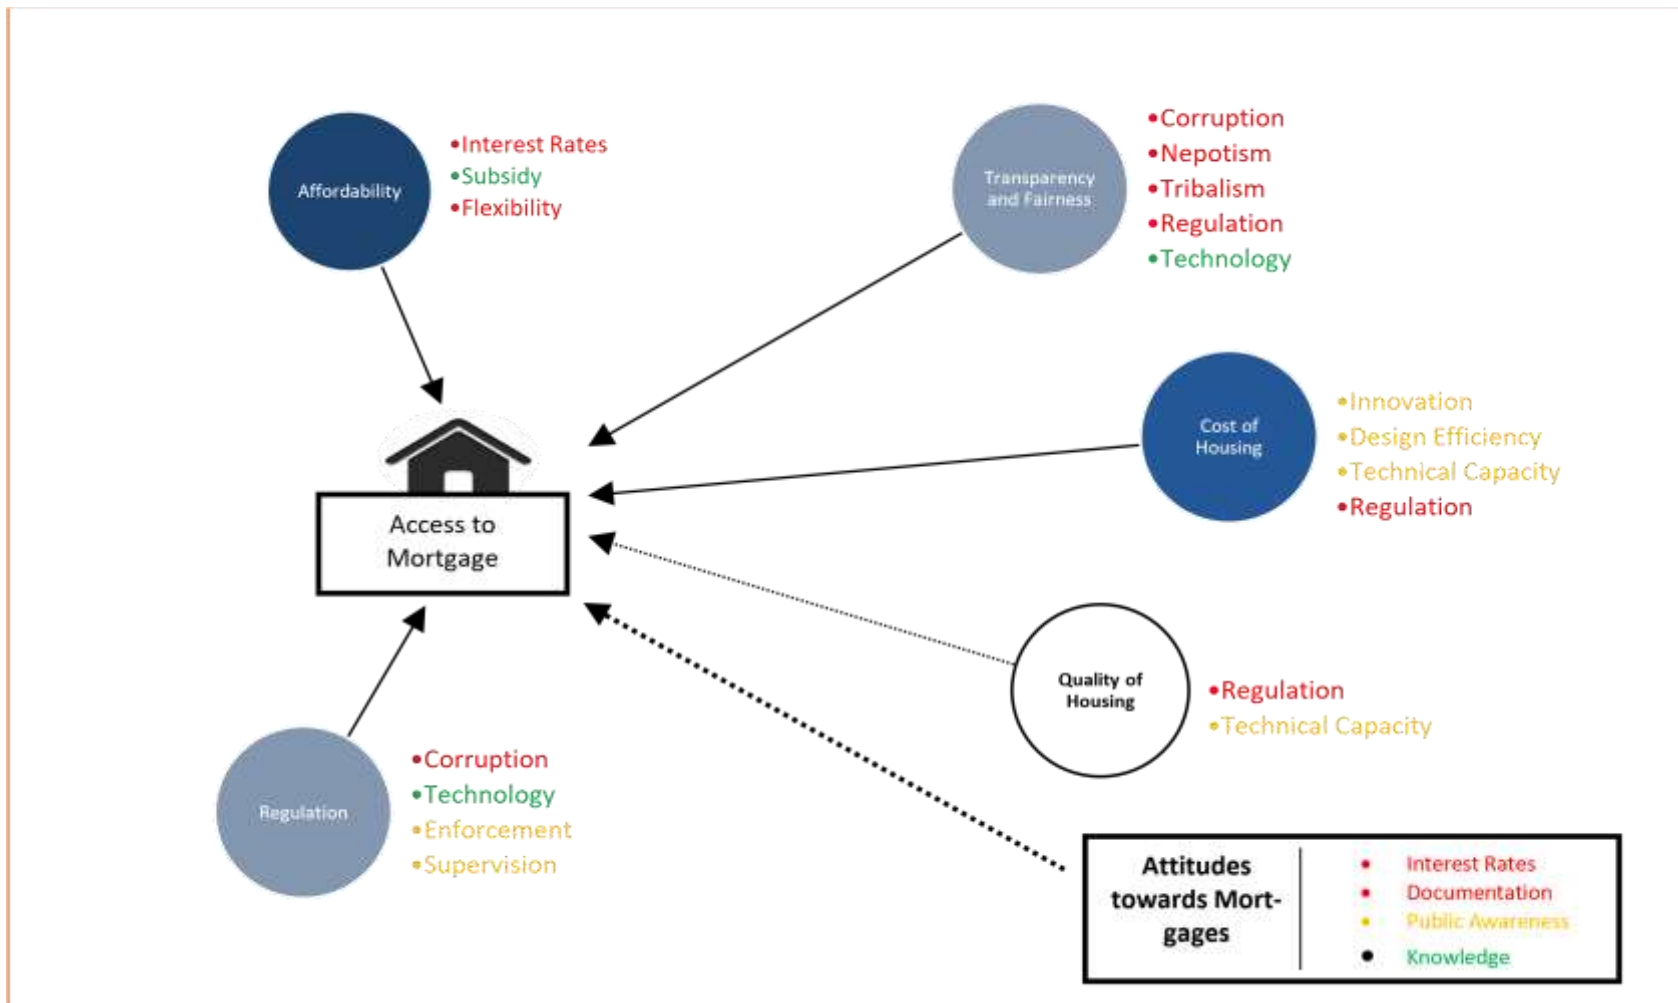 Affordability
•Interest Rates
•Subsidy
•Flexibility
Transparency
and Fairness
•Corruption
•Nepotism
•Tribalism
•Regulation
•Technology
Cost of
Housing
•Innovation
•Design Efficiency
•Technical Capacity
•Regulation
Access to
Mortgage
Quality of
Housing
•Regulation
•Technical Capacity
Regulation
•Corruption
•Technology
•Enforcement
•Supervision
Attitudes
towards Mort-
gages
• Interest Rates
• Documentation
• Public Awareness
• Knowledge